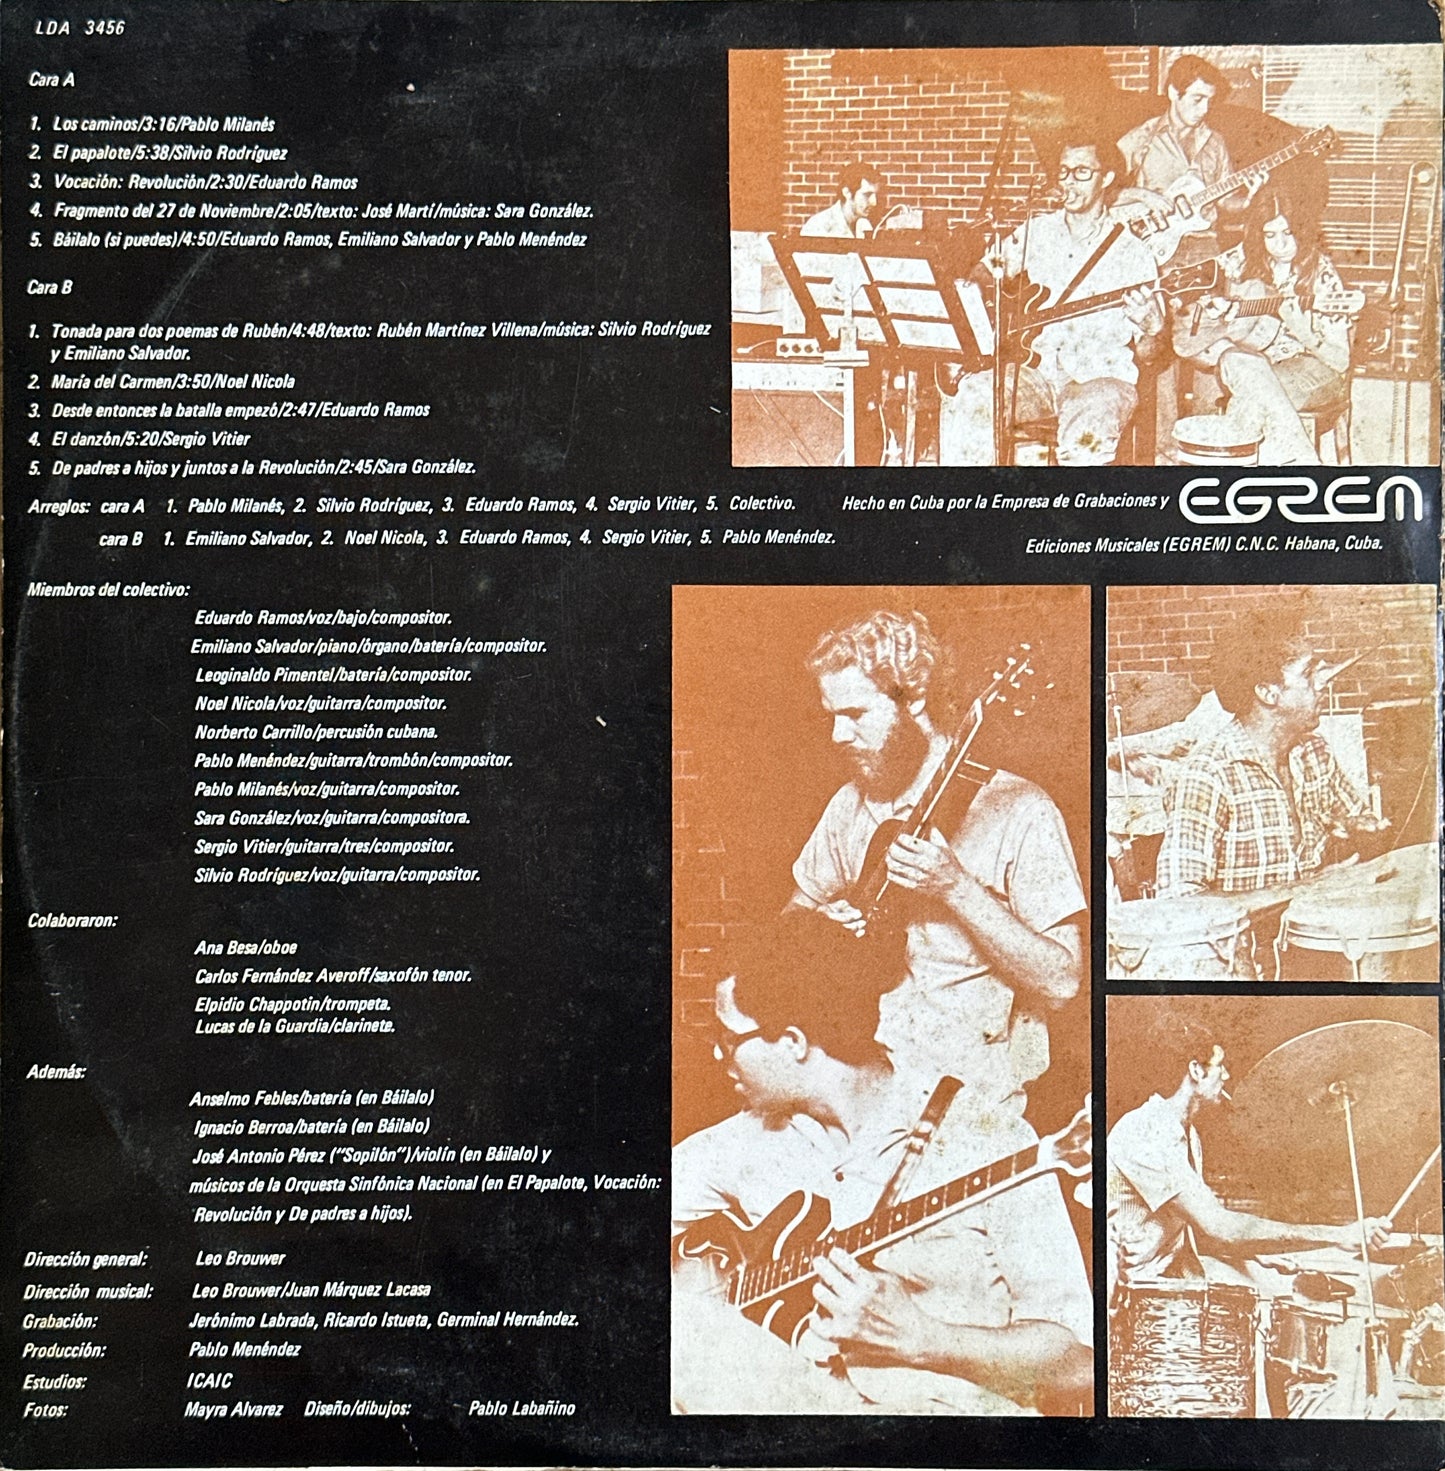 LDA 3456
Cara A
1. Los caminos/3:16/Pablo Milanés
2. El papalote/5:38/Silvio Rodríguez
3. Vocación: Revolución/2:30/Eduardo Ramos
4. Fragmento del 27 de Noviembre/2:05/texto: José Martí/música: Sara González.
5. Báilalo (si puedes)/4:50/Eduardo Ramos, Emiliano Salvador y Pablo Menéndez
Cara B
1. Tonada para dos poemas de Rubén/4:48/texto: Rubén Martínez Villena/música: Silvio Rodríguez
y Emiliano Salvador.
2. María del Carmen/3:50/Noel Nicola
3. Desde entonces la batalla empezó/2:47/Eduardo Ramos
4. El danzón/5:20/Sergio Vitier
5. De padres a hijos y juntos a la Revolución/2:45/Sara González.
Arreglos: cara A 1. Pablo Milanés, 2. Silvio Rodríguez, 3. Eduardo Ramos, 4. Sergio Vitier, 5. Colectivo.
cara B 1. Emiliano Salvador, 2. Noel Nicola, 3. Eduardo Ramos, 4. Sergio Vitier, 5. Pablo Menéndez.
Hecho en Cuba por la Empresa de Grabaciones y EGREM
Ediciones Musicales (EGREM) C.N.C. Habana, Cuba.
Miembros del colectivo:
Eduardo Ramos/voz/bajo/compositor.
Emiliano Salvador/piano/órgano/batería/compositor.
Leoginaldo Pimentel/batería/compositor.
Noel Nicola/voz/guitarra/compositor.
Norberto Carrillo/percusión cubana.
Pablo Menéndez/guitarra/trombón/compositor.
Pablo Milanés/voz/guitarra/compositor.
Sara González/voz/guitarra/compositora.
Sergio Vitier/guitarra/tres/compositor.
Silvio Rodríguez/voz/guitarra/compositor.
Colaboraron:
Ana Besa/oboe
Carlos Fernández Averoff/saxofón tenor.
Elpidio Chappotín/trompeta.
Lucas de la Guardia/clarinete.
Además:
Anselmo Febles/batería (en Báilalo)
Ignacio Berroa/batería (en Báilalo)
José Antonio Pérez ("Sopilón")/violín (en Báilalo) y
músicos de la Orquesta Sinfónica Nacional (en El Papalote, Vocación:
Revolución y De padres a hijos).
Dirección general: Leo Brouwer
Dirección musical: Leo Brouwer/Juan Márquez Lacasa
Grabación: Jerónimo Labrada, Ricardo Istueta, Germinal Hernández.
Producción: Pablo Menéndez
Estudios: ICAIC
Fotos: Mayra Alvarez Diseño/dibujos: Pablo Labañino